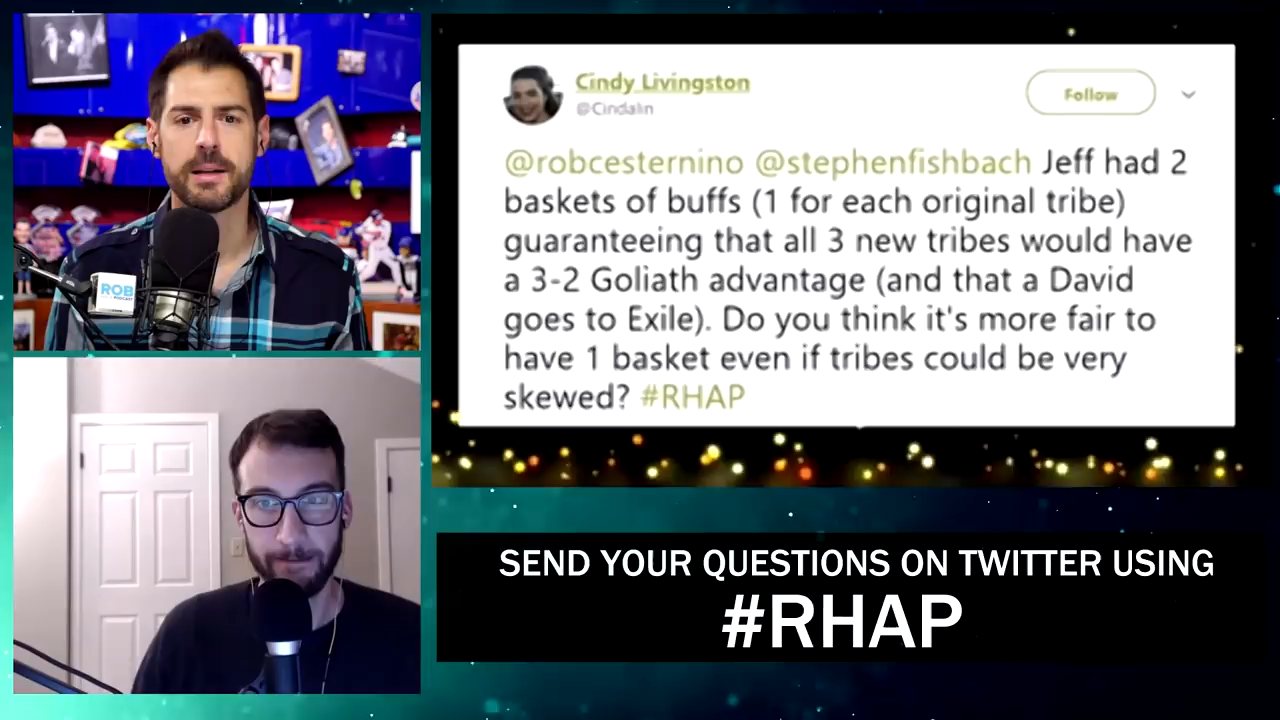 ROB
PODCAST
Cindy Livingston
@Cindalin
Follow
@robcesternino @stephenfishbach Jeff had 2
baskets of buffs (1 for each original tribe)
guaranteeing that all 3 new tribes would have
a 3-2 Goliath advantage (and that a David
goes to Exile). Do you think it's more fair to
have 1 basket even if tribes could be very
skewed? #RHAP
SEND YOUR QUESTIONS ON TWITTER USING
#RHAP